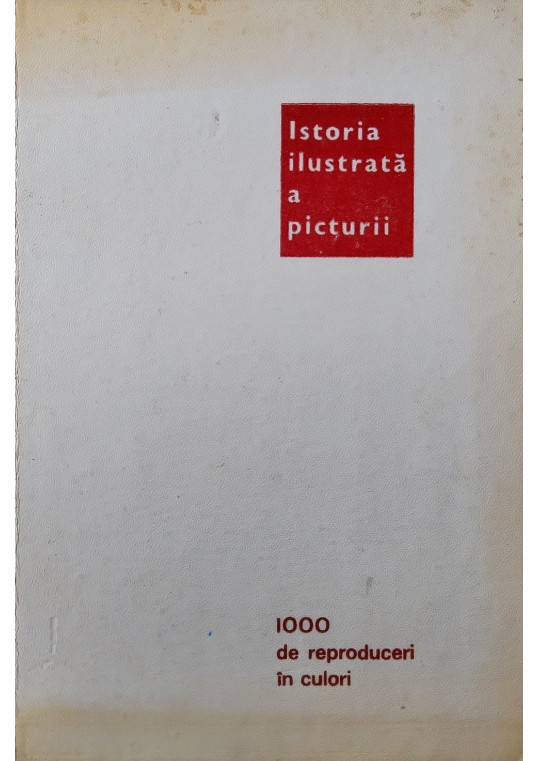 Istoria
ilustrată
a
picturii
1000
de reproduceri
în culori